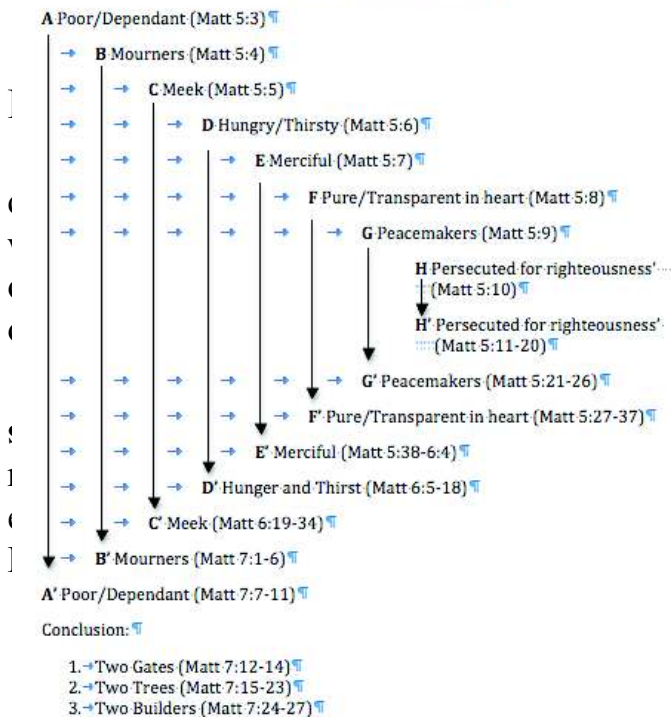 A Poor/Dependant (Matt 5:3)¶
B Mourners (Matt 5:4)¶
C Meek (Matt 5:5)¶
D Hungry/Thirsty (Matt 5:6)¶
E Merciful (Matt 5:7)¶
F Pure/Transparent in heart (Matt 5:8)¶
G Peacemakers (Matt 5:9)¶
H Persecuted for righteousness'
(Matt 5:10)¶
H' Persecuted for righteousness'
(Matt 5:11-20)¶
G' Peacemakers (Matt 5:21-26)¶
F' Pure/Transparent in heart (Matt 5:27-37)¶
E' Merciful (Matt 5:38-6:4)¶
D' Hunger and Thirst (Matt 6:5-18)¶
C' Meek (Matt 6:19-34)¶
B' Mourners (Matt 7:1-6)¶
A' Poor/Dependant (Matt 7:7-11)¶
Conclusion: ¶
1. Two Gates (Matt 7:12-14)¶
2. Two Trees (Matt 7:15-23)¶
3. Two Builders (Matt 7:24-27)¶